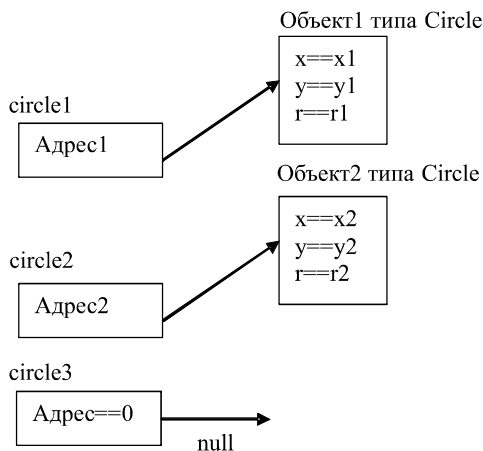 Объект1 типа Circle
x==x1
y==y1
r==r1
circle1
Адрес1
Объект2 типа Circle
x==x2
y==y2
r==r2
circle2
Адрес2
circle3
Адрес==0
null